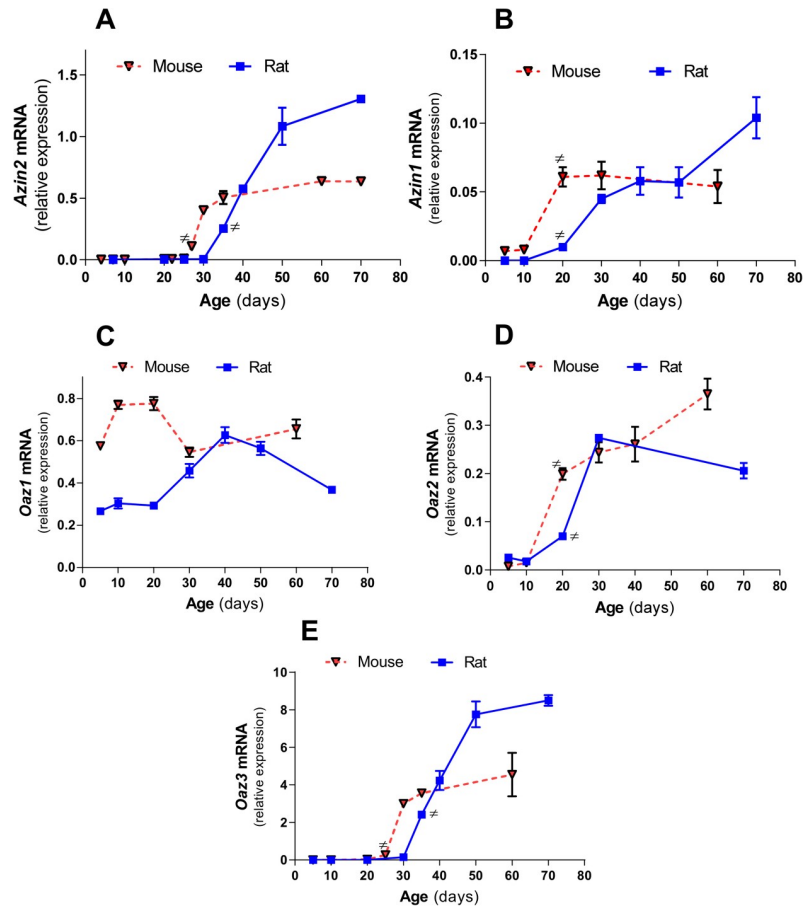 A
Mouse Rat
Azin2 mRNA
(relative expression)
1.5
1.0
0.5
0.0
≠
≠
0 10 20 30 40 50 60 70 80
Age (days)
B
Mouse Rat
Azin1 mRNA
(relative expression)
0.15
0.10
0.05
0.00
≠
≠
0 10 20 30 40 50 60 70 80
Age (days)
C
Mouse Rat
Oaz1 mRNA
(relative expression)
0.8
0.6
0.4
0.2
0.0
0 10 20 30 40 50 60 70 80
Age (days)
D
Mouse Rat
Oaz2 mRNA
(relative expression)
0.4
0.3
0.2
0.1
0.0
≠
≠
0 10 20 30 40 50 60 70 80
Age (days)
E
Mouse Rat
Oaz3 mRNA
(relative expression)
10
8
6
4
2
0
≠
≠
0 10 20 30 40 50 60 70 80
Age (days)